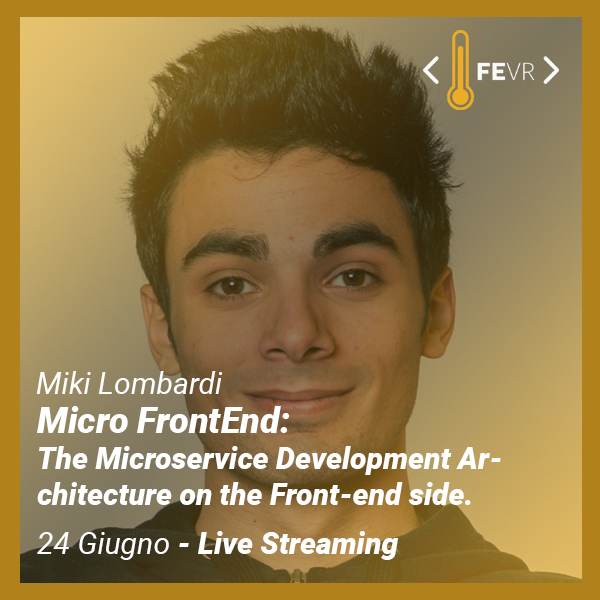 FEVR
Miki Lombardi
Micro FrontEnd:
The Microservice Development Ar-
chitecture on the Front-end side.
24 Giugno - Live Streaming